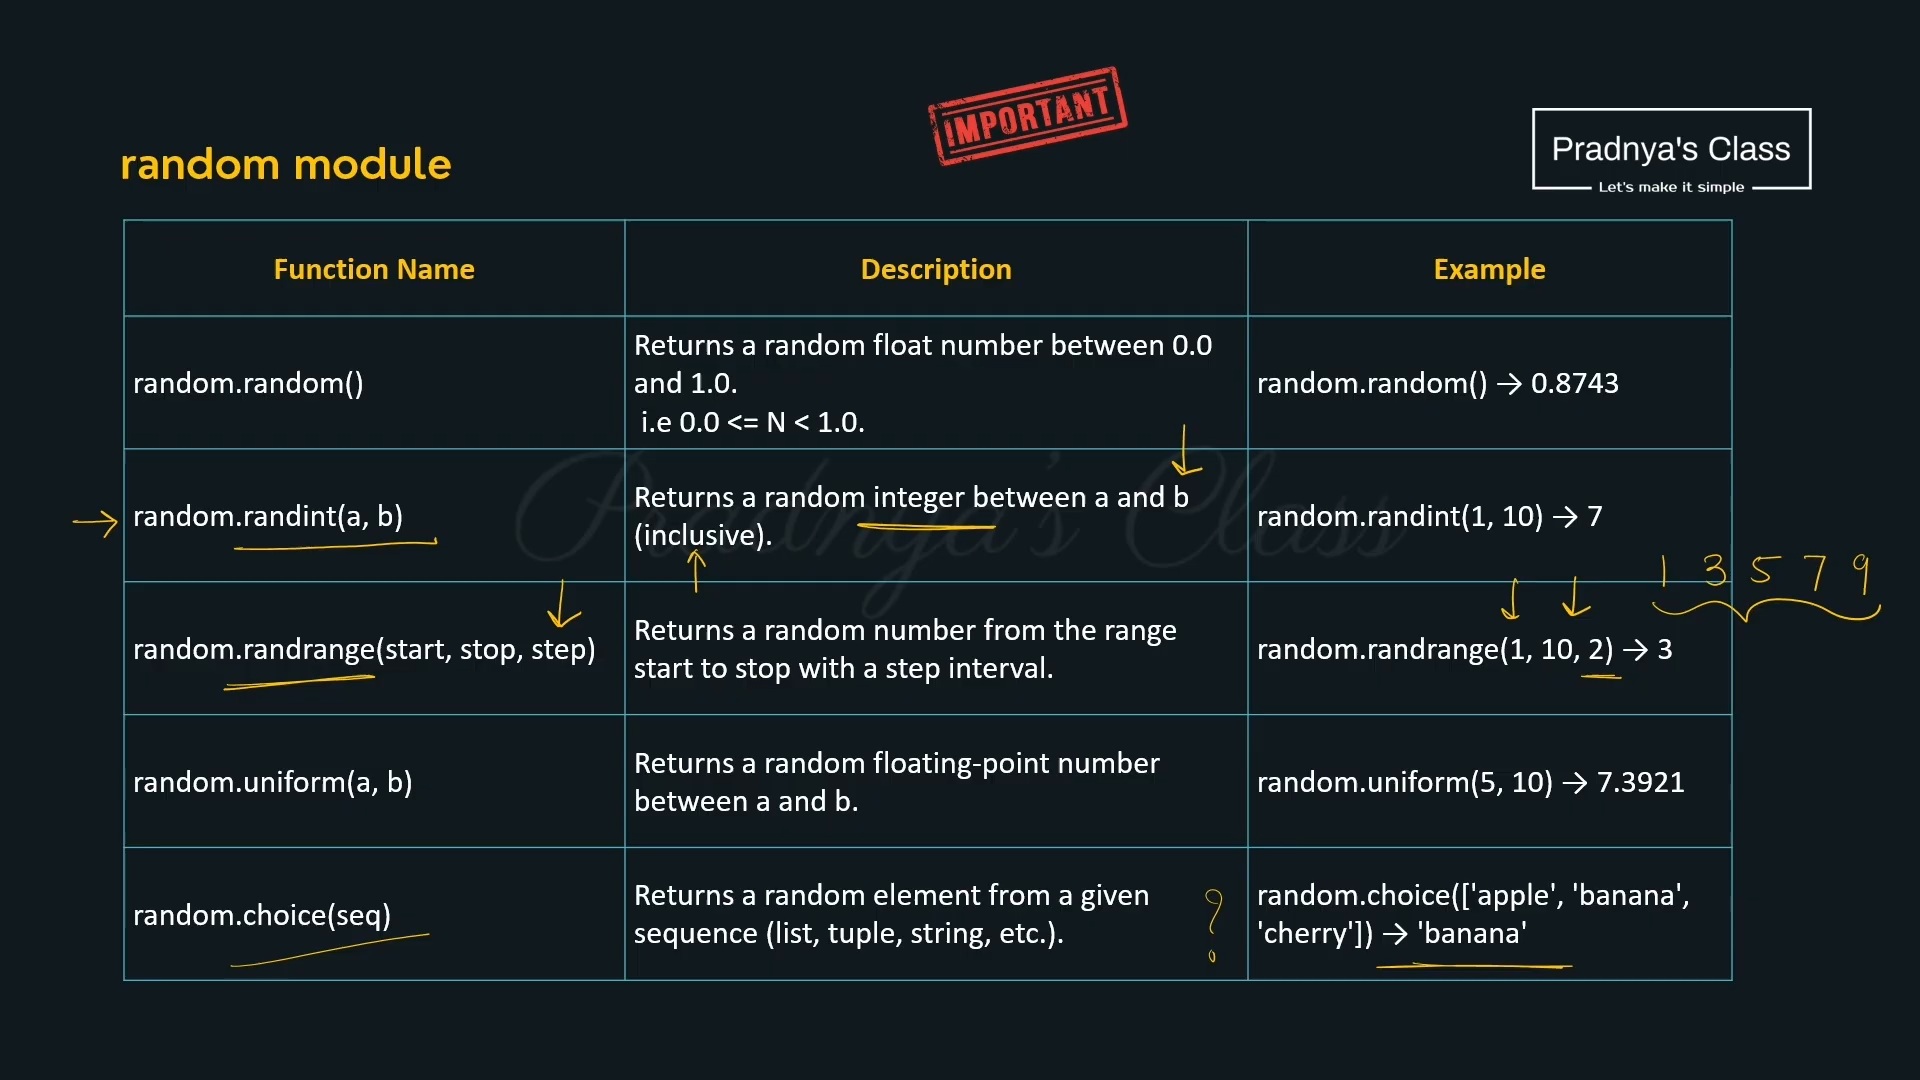 IMPORTANT
Pradnya's Class
Let's make it simple
random module
Function Name
Description
Example
random.random()
Returns a random float number between 0.0
and 1.0.
i.e 0.0 <= N < 1.0.
random.random() → 0.8743
random.randint(a, b)
Returns a random integer between a and b
(inclusive).
random.randint(1, 10) → 7
1 3 5 7 9
random.randrange(start, stop, step)
Returns a random number from the range
start to stop with a step interval.
random.randrange(1, 10, 2) → 3
random.uniform(a, b)
Returns a random floating-point number
between a and b.
random.uniform(5, 10) → 7.3921
random.choice(seq)
Returns a random element from a given
sequence (list, tuple, string, etc.).
?
random.choice(['apple', 'banana',
'cherry']) → 'banana'
Pradnya's Class